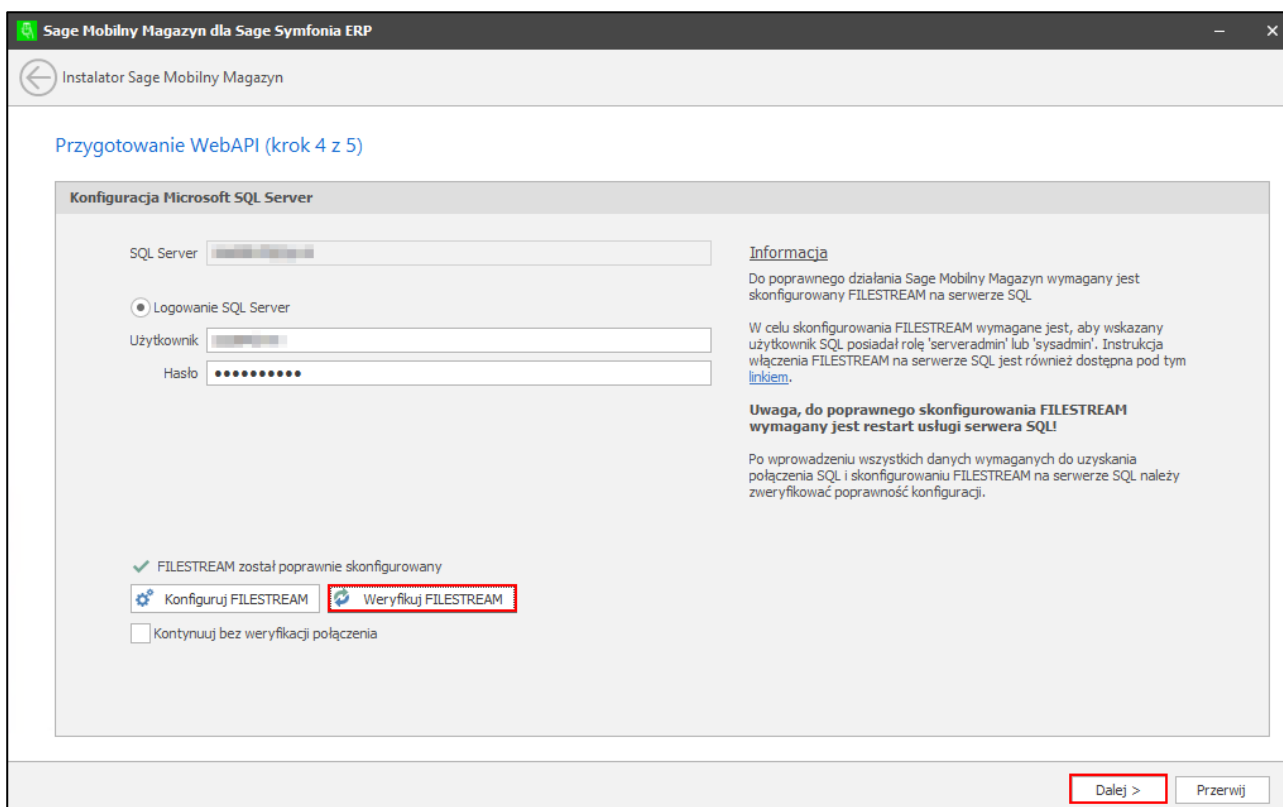 Sage Mobilny Magazyn dla Sage Symfonia ERP
Instalator Sage Mobilny Magazyn
Przygotowanie WebAPI (krok 4 z 5)
Konfiguracja Microsoft SQL Server
SQL Server
Logowanie SQL Server
Użytkownik
Hasło ●●●●●●●●●●
Informacja
Do poprawnego działania Sage Mobilny Magazyn wymagany jest
skonfigurowany FILESTREAM na serwerze SQL
W celu skonfigurowania FILESTREAM wymagane jest, aby wskazany
użytkownik SQL posiadał rolę 'serveradmin' lub 'sysadmin'. Instrukcja
włączenia FILESTREAM na serwerze SQL jest również dostępna pod tym
linkiem.
Uwaga, do poprawnego skonfigurowania FILESTREAM
wymagany jest restart usługi serwera SQL!
Po wprowadzeniu wszystkich danych wymaganych do uzyskania
połączenia SQL i skonfigurowaniu FILESTREAM na serwerze SQL należy
zweryfikować poprawność konfiguracji.
FILESTREAM został poprawnie skonfigurowany
Konfiguruj FILESTREAM Weryfikuj FILESTREAM
Kontynuuj bez weryfikacji połączenia
Dalej > Przerwij